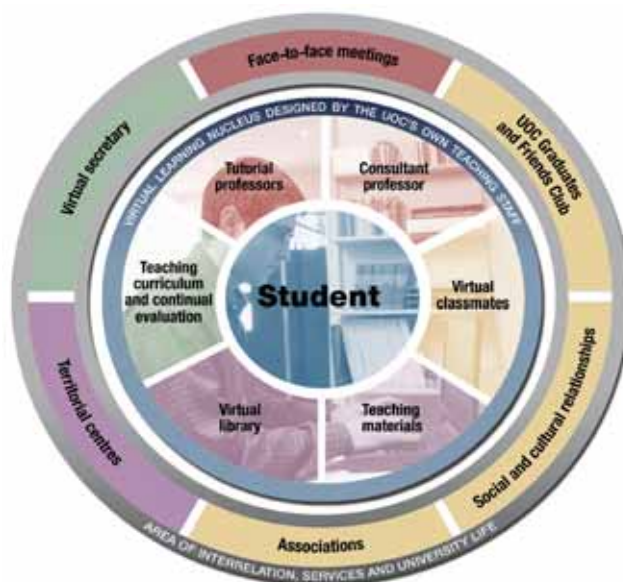 Face-to-face meetings
UOC Graduates
and Friends Club
Social and cultural relationships
Associations
Territorial centres
Virtual secretary
VIRTUAL LEARNING NUCLEUS DESIGNED BY THE UOC'S OWN TEACHING STAFF
Tutorial
professors
Consultant
professor
Teaching
curriculum
and continual
evaluation
Student
Virtual
classmates
Virtual
library
Teaching
materials
AREA OF INTERRELATION, SERVICES AND UNIVERSITY LIFE